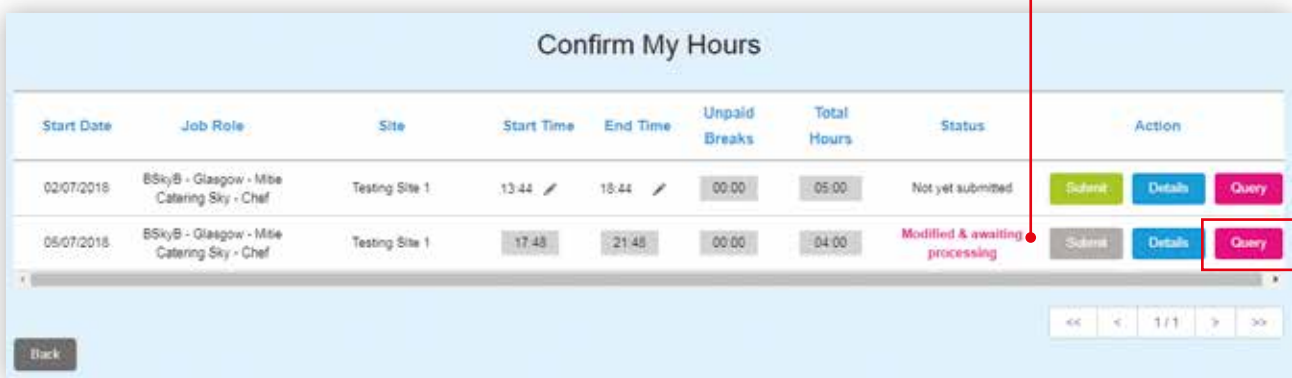 Confirm My Hours
Start Date Job Role Site Start Time End Time Unpaid Breaks Total Hours Status Action
02/07/2018 BSkyB - Glasgow - Mitie Catering Sky - Chef Testing Site 1 13:44 18:44 00:00 05:00 Not yet submitted Submit Details Query
05/07/2018 BSkyB - Glasgow - Mitie Catering Sky - Chef Testing Site 1 17:48 21:48 00:00 04:00 Modified & awaiting processing Submit Details Query
<< < 1/1 > >>
Back